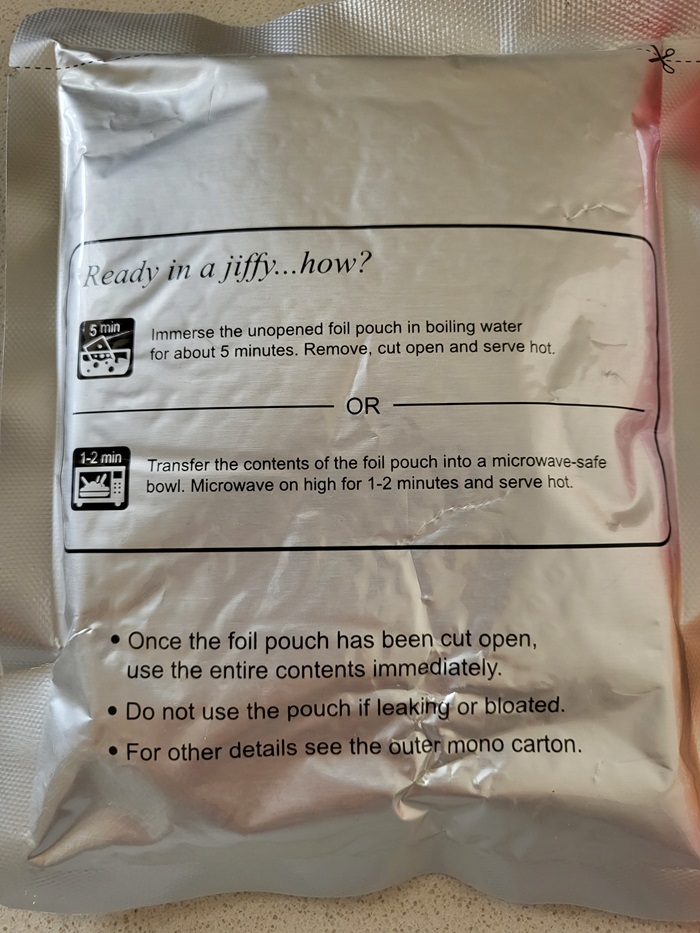 Ready in a jiffy...how?
5 min
Immerse the unopened foil pouch in boiling water
for about 5 minutes. Remove, cut open and serve hot.
OR
1-2 min
Transfer the contents of the foil pouch into a microwave-safe
bowl. Microwave on high for 1-2 minutes and serve hot.
• Once the foil pouch has been cut open,
use the entire contents immediately.
• Do not use the pouch if leaking or bloated.
• For other details see the outer mono carton.